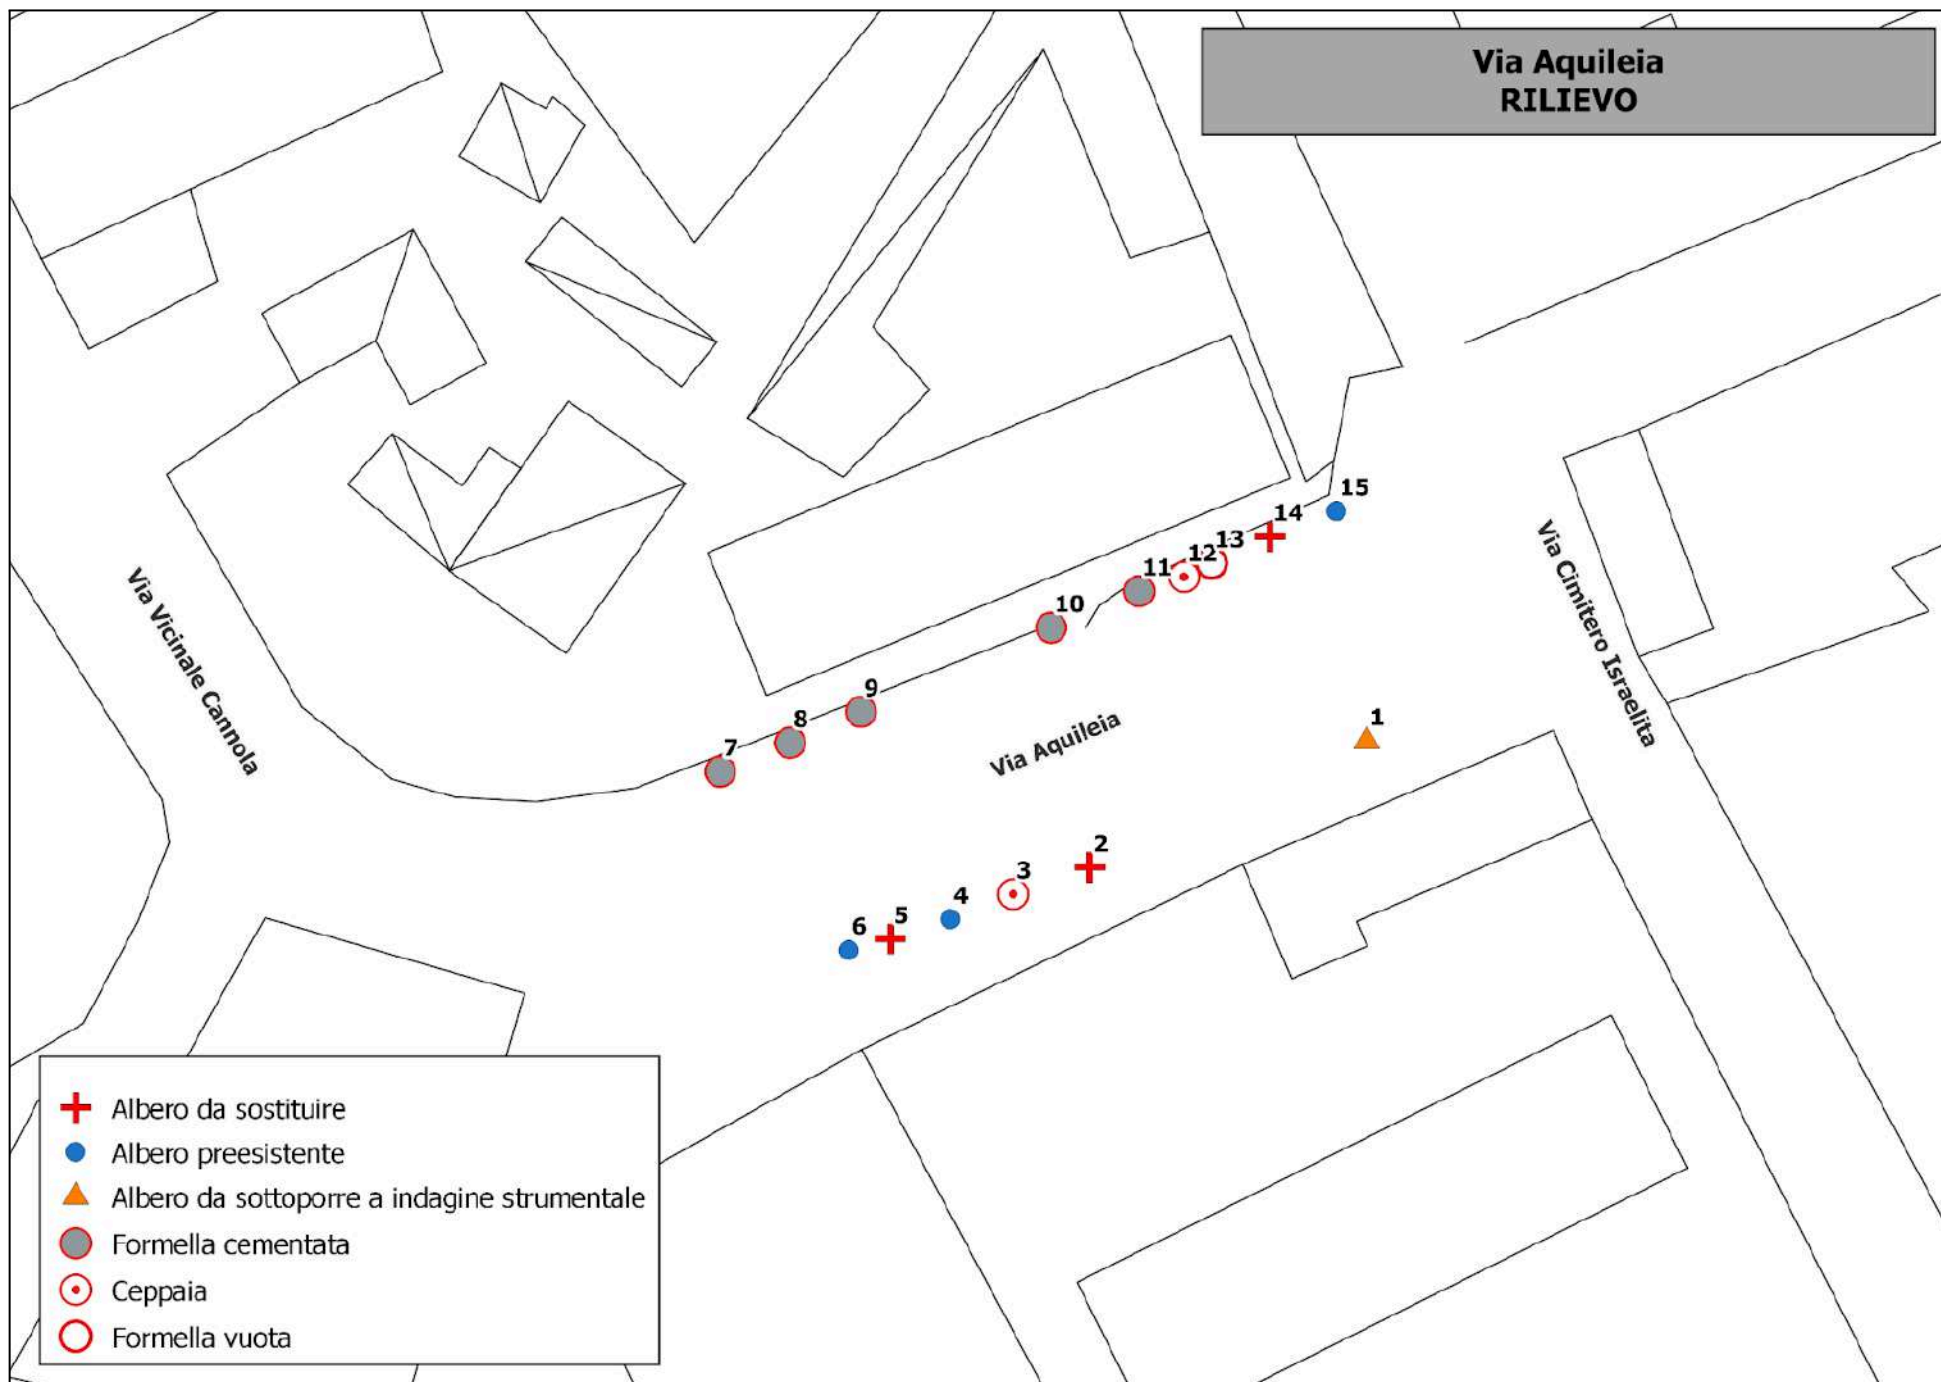 Via Aquileia
RILIEVO
15
14
13
12
11
10
9
8
7
Via Vicinale Cannola
Via Aquileia
Via Cimitero Israelita
1
2
3
4
5
6
Albero da sostituire
Albero preesistente
Albero da sottoporre a indagine strumentale
Formella cementata
Ceppaia
Formella vuota